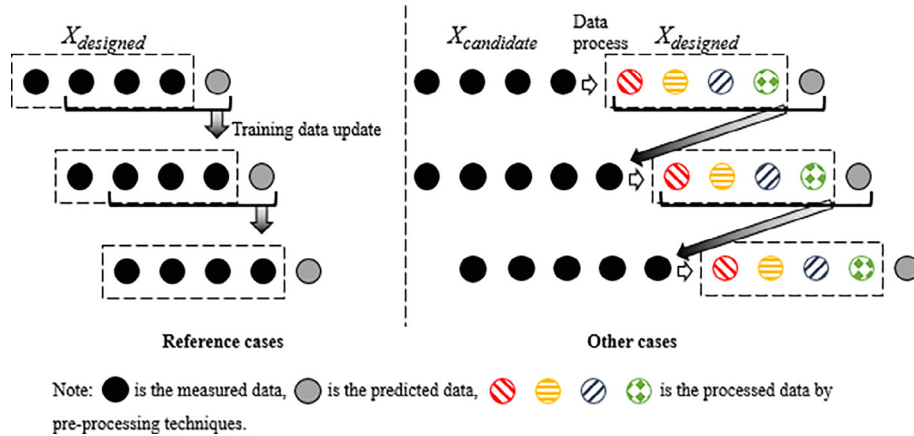 X_designed
Training data update
Reference cases
X_candidate
Data
process
X_designed
Other cases
Note: is the measured data, is the predicted data, is the processed data by
pre-processing techniques.